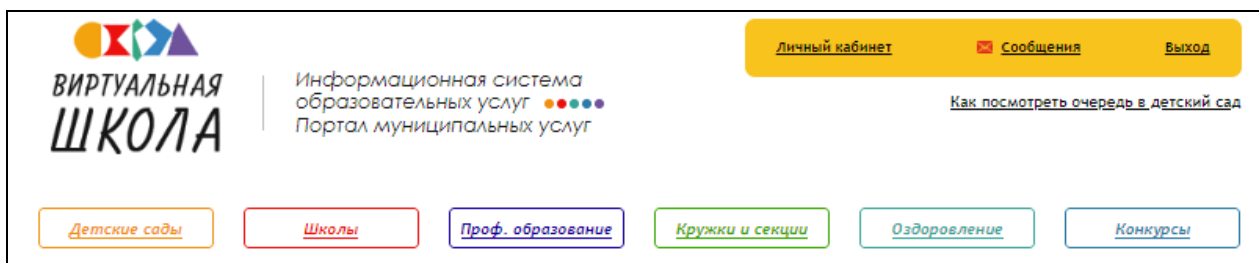 ВИРТУАЛЬНАЯ
ШКОЛА
Информационная система
образовательных услуг
Портал муниципальных услуг
Личный кабинет
Сообщения
Выход
Как посмотреть очередь в детский сад
Детские сады
Школы
Проф. образование
Кружки и секции
Оздоровление
Конкурсы